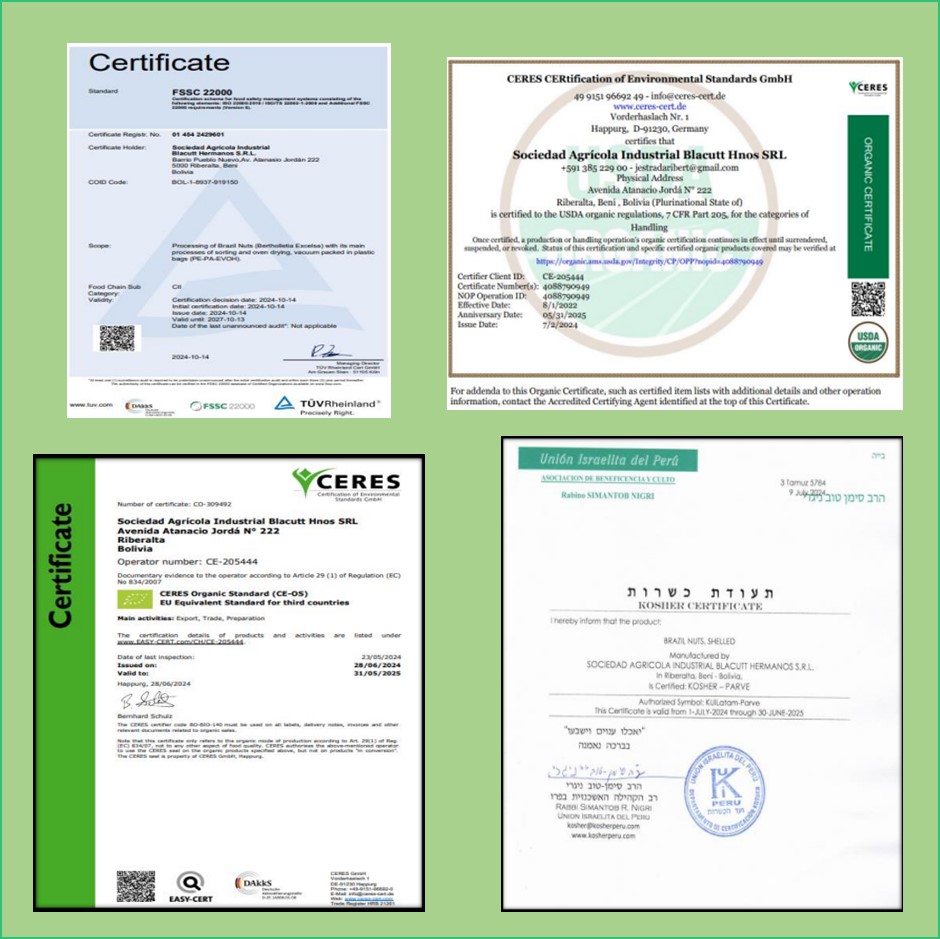 Certificate
Standard
FSSC 22000
Certification scheme for food safety management systems consisting of the
following elements: ISO 22000:2018 / ISO/TS 22002-1:2009 and Additional FSSC
22000 requirements (Version 6).
Certificate Registr. No.
01 454 2429601
Certificate Holder:
Sociedad Agrícola Industrial
Blacutt Hermanos S.R.L.
Barrio Pueblo Nuevo,Av. Atanasio Jordán 222
5000 Riberalta, Beni
Bolivia
COID Code:
BOL-1-8937-919150
Scope:
Processing of Brazil Nuts (Bertholletia Excelsa) with its main
processes of sorting and oven drying, vacuum packed in plastic
bags (PE-PA-EVOH).
Food Chain Sub
Category:
CII
Validity:
Certification decision date: 2024-10-14
Initial certification date: 2024-10-14
Issue date: 2024-10-14
Valid until: 2027-10-13
Date of the last unannounced audit*: Not applicable
2024-10-14
Managing Director
TÜV Rheinland Cert GmbH
Am Grauen Stein · 51105 Köln
www.tuv.com
DAkkS
FSSC 22000
TÜVRheinland®
Precisely Right.
CERES CERtification of Environmental Standards GmbH
49 9151 96692 49 - info@ceres-cert.de
www.ceres-cert.de
Vorderhaslach Nr. 1
Happurg, D-91230, Germany
certifies that
Sociedad Agrícola Industrial Blacutt Hnos SRL
+591 385 229 00 - jestradaribert@gmail.com
Physical Address
Avenida Atanacio Jordá N° 222
Riberalta, Beni , Bolivia (Plurinational State of)
is certified to the USDA organic regulations, 7 CFR Part 205, for the categories of
Handling
Once certified, a production or handling operation's organic certification continues in effect until surrendered,
suspended, or revoked. Status of this certification and specific certified organic products covered may be verified at
https://organic.ams.usda.gov/Integrity/CP/OPP?nopid=4088790949
Certifier Client ID: CE-205444
Certificate Number(s): 4088790949
NOP Operation ID: 4088790949
Effective Date: 8/1/2022
Anniversary Date: 05/31/2025
Issue Date: 7/2/2024
CERES
ORGANIC CERTIFICATE
USDA
ORGANIC
For addenda to this Organic Certificate, such as certified item lists with additional details and other operation
information, contact the Accredited Certifying Agent identified at the top of this Certificate.
Certificate
CERES
Certification of Environmental
Standards GmbH
Number of certificate: CO-309492
Sociedad Agrícola Industrial Blacutt Hnos SRL
Avenida Atanacio Jordá N° 222
Riberalta
Bolivia
Operator number: CE-205444
Documentary evidence to the operator according to Article 29 (1) of Regulation (EC)
No 834/2007
CERES Organic Standard (CE-OS)
EU Equivalent Standard for third countries
Main activities: Export, Trade, Preparation
The certification details of products and activities are listed under
www.EASY-CERT.com/CH/CE-205444.
Date of last inspection: 23/05/2024
Issued on: 28/06/2024
Valid to: 31/05/2025
Happurg, 28/06/2024
Bernhard Schulz
The CERES certifier code BO-BIO-140 must be used on all labels, delivery notes, invoices and other
relevant documents related to organic sales.
Note that this certificate only refers to the organic mode of production according to Art. 29(1) of Reg.
(EC) 834/07, not to any other aspect of food quality. CERES authorises the above-mentioned operator
to use the CERES seal on the organic products specified above, but not on products "in conversion".
The CERES seal is property of CERES GmbH, Happurg.
EASY-CERT
DAkkS
CERES GmbH
Vorderhaslach 1
DE-91230 Happurg
Phone: +49-9151-96692-0
E-Mail: info@ceres-cert.de
Web: www.ceres-cert.com
Unión Israelita del Perú
ASOCIACION DE BENEFICENCIA Y CULTO
Rabino SIMANTOB NIGRI
בייה
3 Tamuz 5784
9 July 2024
הרב סימן טוב ניגרי
תעודת כשרות
KOSHER CERTIFICATE
I hereby inform that the product:
BRAZIL NUTS, SHELLED
Manufactured by
SOCIEDAD AGRICOLA INDUSTRIAL BLACUTT HERMANOS S.R.L.
In Riberalta, Beni - Bolivia,
Is Certified: KOSHER – PARVE
Authorized Symbol: KUILatam-Parve
This Certificate is valid from 1-JULY-2024 through 30-JUNE-2025
"יאכלו ענוים וישבעו"
בברכה נאמנה
הרב סימן-טוב ניגרי
רב הקהילה האשכנזית בפרו
RABBI SIMANTOB R. NIGRI
UNION ISRAELITA DEL PERU
kosher@kosherperu.com
www.kosherperu.com
UNION ISRAELITA DEL PERU
K
PERU
ועד הכשרות
DEPARTAMENTO DE CERTIFICACION KOSHER